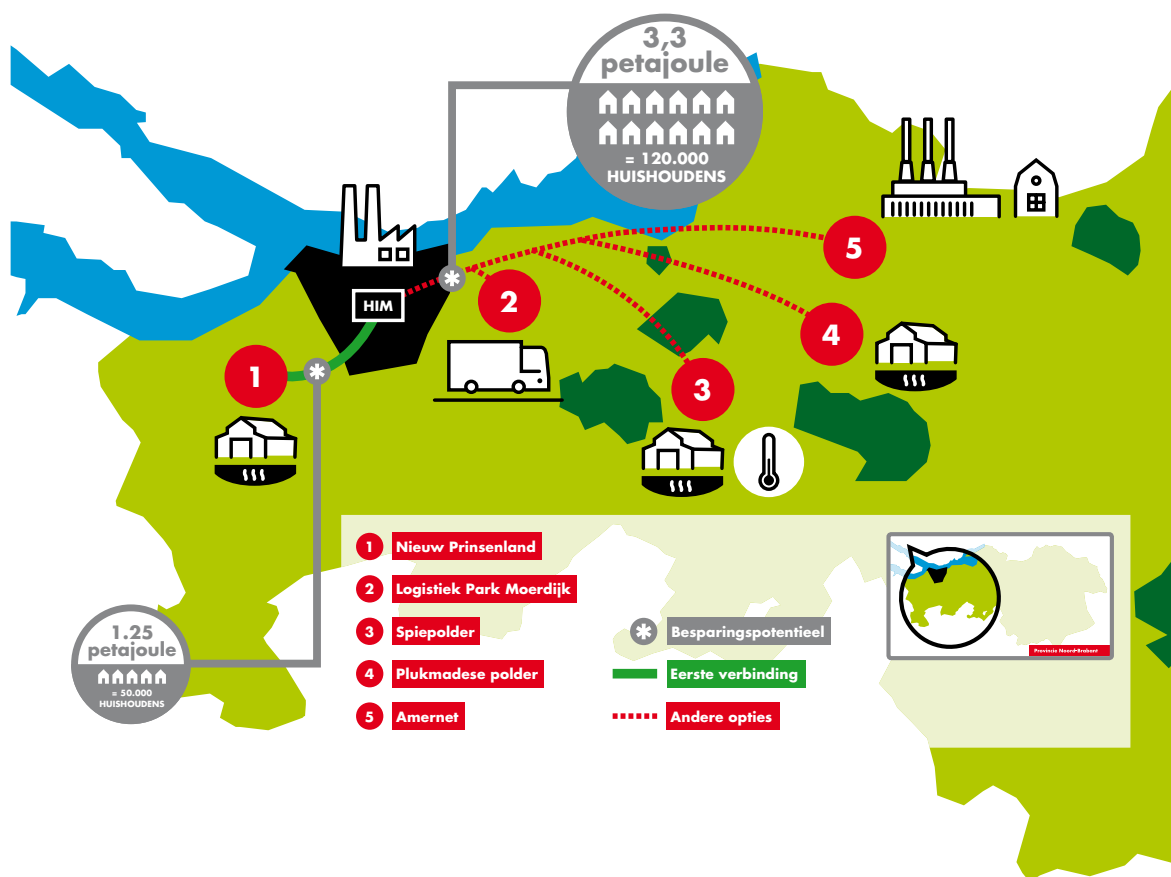 3,3
petajoule
= 120.000
HUISHOUDENS
5
HIM
2
4
1
3
1 Nieuw Prinsenland
2 Logistiek Park Moerdijk
3 Spiepolder
4 Plukmadese polder
5 Amernet
Besparingspotentieel
Eerste verbinding
Andere opties
Provincie Noord-Brabant
1.25
petajoule
= 50.000
HUISHOUDENS